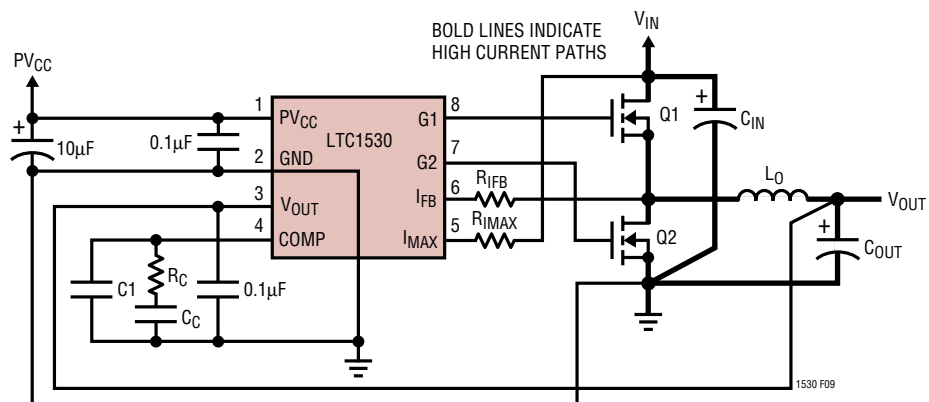 BOLD LINES INDICATE
HIGH CURRENT PATHS
VIN
PVCC
1
PVCC
G1
8
Q1
+
CIN
+
10µF
0.1µF
LTC1530
2
GND
G2
7
LO
3
VOUT
IFB
6
RIFB
VOUT
4
COMP
IMAX
5
RIMAX
Q2
+
COUT
C1
RC
CC
0.1µF
1530 F09